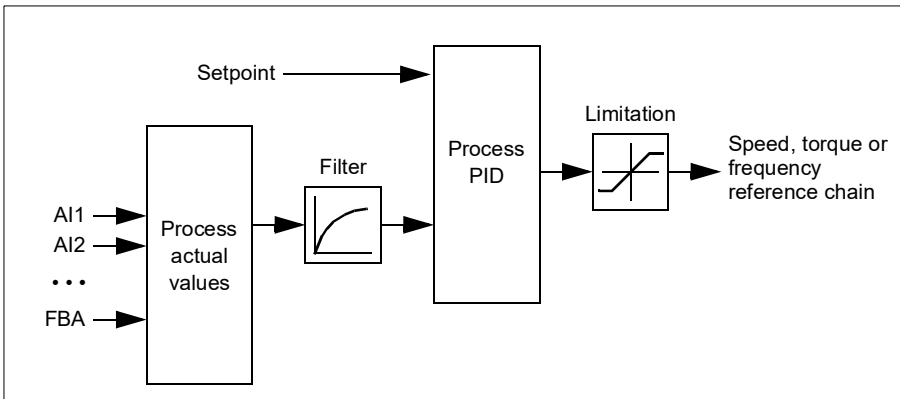 Setpoint
AI1
AI2
• • •
FBA
Process
actual
values
Filter
Process
PID
Limitation
Speed, torque or
frequency
reference chain